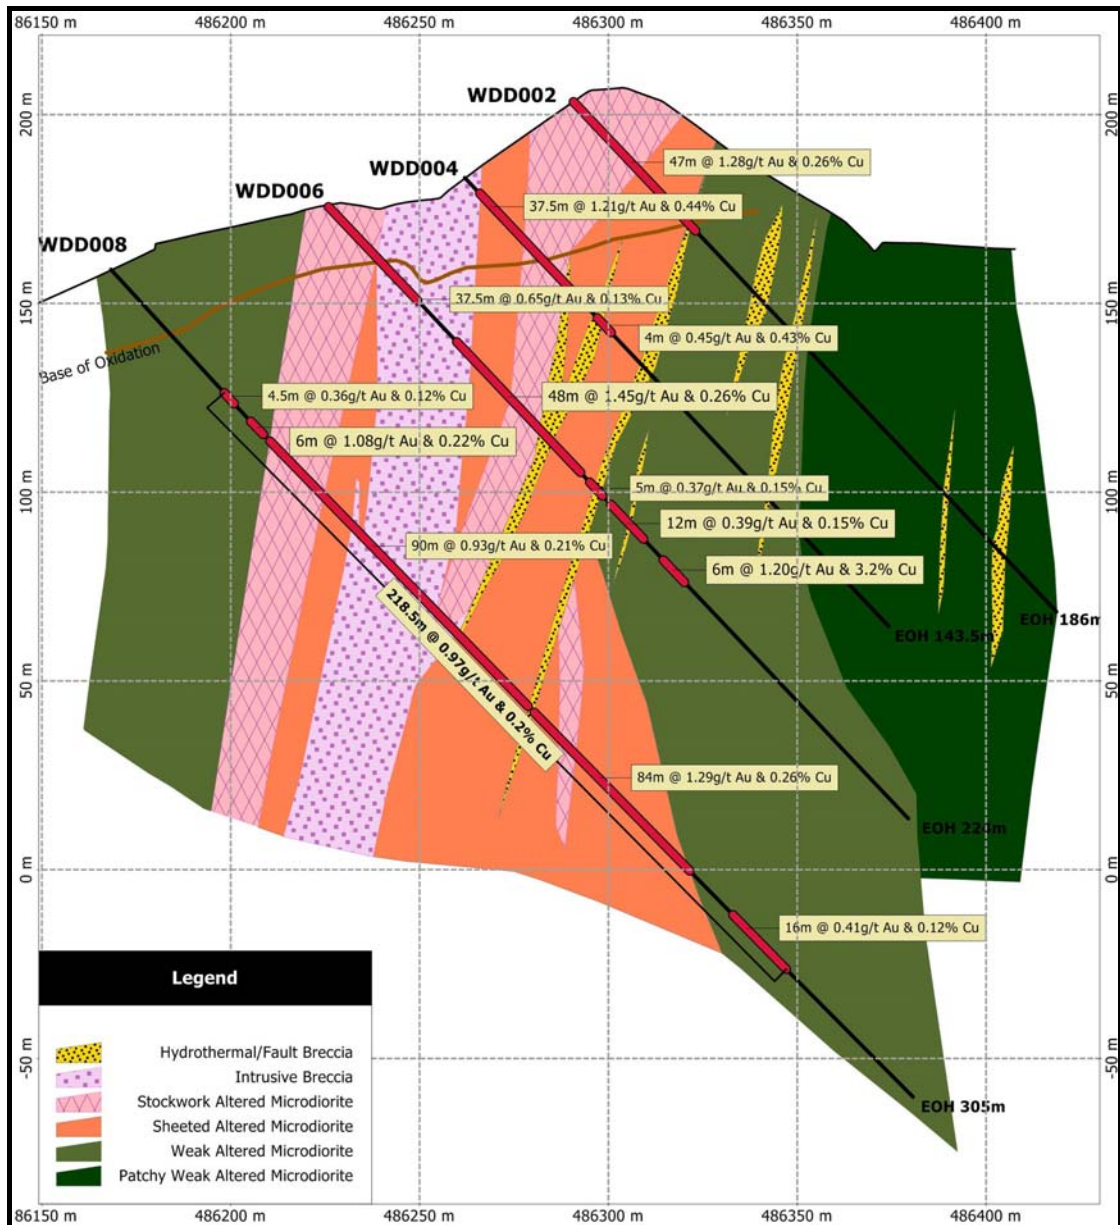 86150 m
486200 m
486250 m
486300 m
486350 m
486400 m
200 m
200 m
WDD002
47m @ 1.28g/t Au & 0.26% Cu
WDD004
WDD006
37.5m @ 1.21g/t Au & 0.44% Cu
WDD008
150 m
150 m
37.5m @ 0.65g/t Au & 0.13% Cu
4m @ 0.45g/t Au & 0.43% Cu
Base of Oxidation
4.5m @ 0.36g/t Au & 0.12% Cu
48m @ 1.45g/t Au & 0.26% Cu
6m @ 1.08g/t Au & 0.22% Cu
100 m
100 m
5m @ 0.37g/t Au & 0.15% Cu
12m @ 0.39g/t Au & 0.15% Cu
90m @ 0.93g/t Au & 0.21% Cu
6m @ 1.20g/t Au & 3.2% Cu
EOH 186m
EOH 143.5m
218.5m @ 0.97g/t Au & 0.2% Cu
50 m
50 m
84m @ 1.29g/t Au & 0.26% Cu
EOH 224m
0 m
0 m
16m @ 0.41g/t Au & 0.12% Cu
Legend
Hydrothermal/Fault Breccia
Intrusive Breccia
Stockwork Altered Microdiorite
Sheeted Altered Microdiorite
Weak Altered Microdiorite
Patchy Weak Altered Microdiorite
-50 m
-50 m
EOH 305m
86150 m
486200 m
486250 m
486300 m
486350 m
486400 m